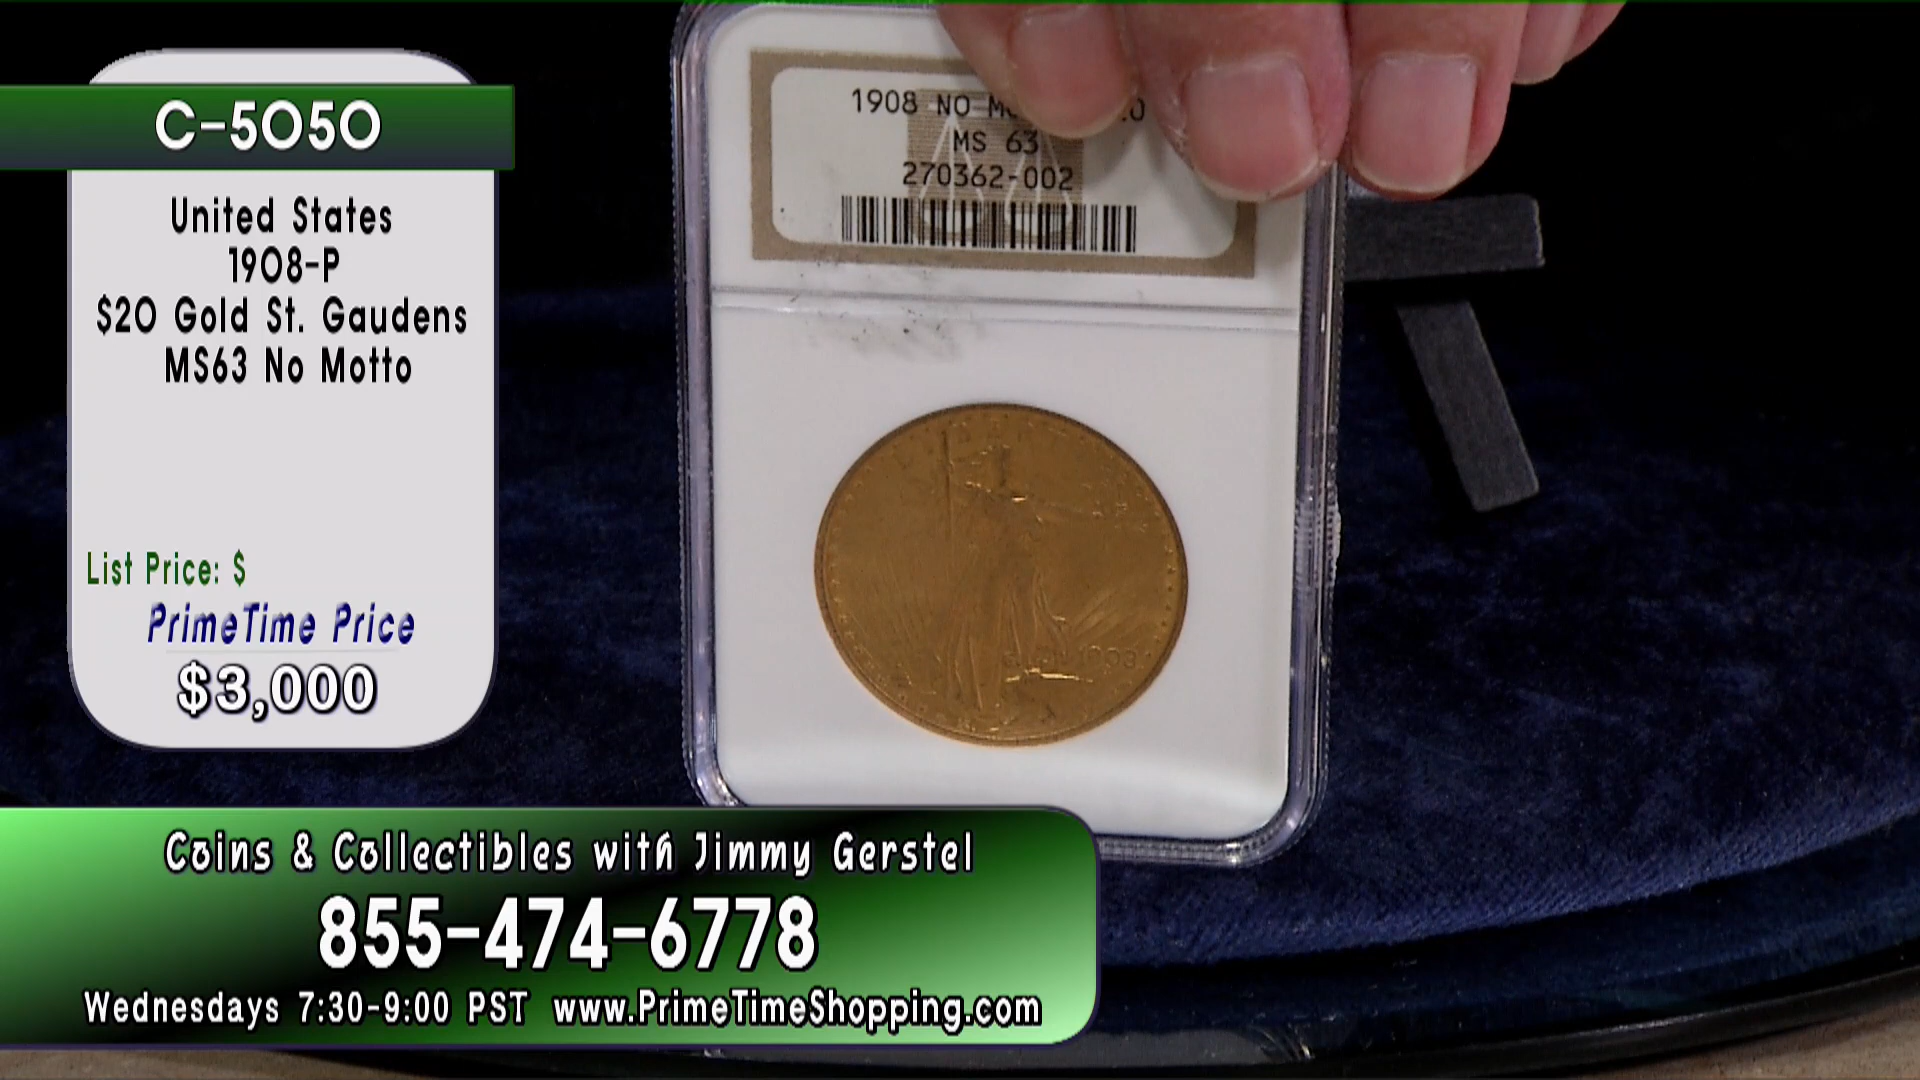 C-5050
United States
1908-P
$20 Gold St. Gaudens
MS63 No Motto
List Price: $
PrimeTime Price
$3,000
1908 NO
MS 63
270362-002
1908
Coins & Collectibles with Jimmy Gerstel
855-474-6778
Wednesdays 7:30-9:00 PST www.PrimeTimeShopping.com